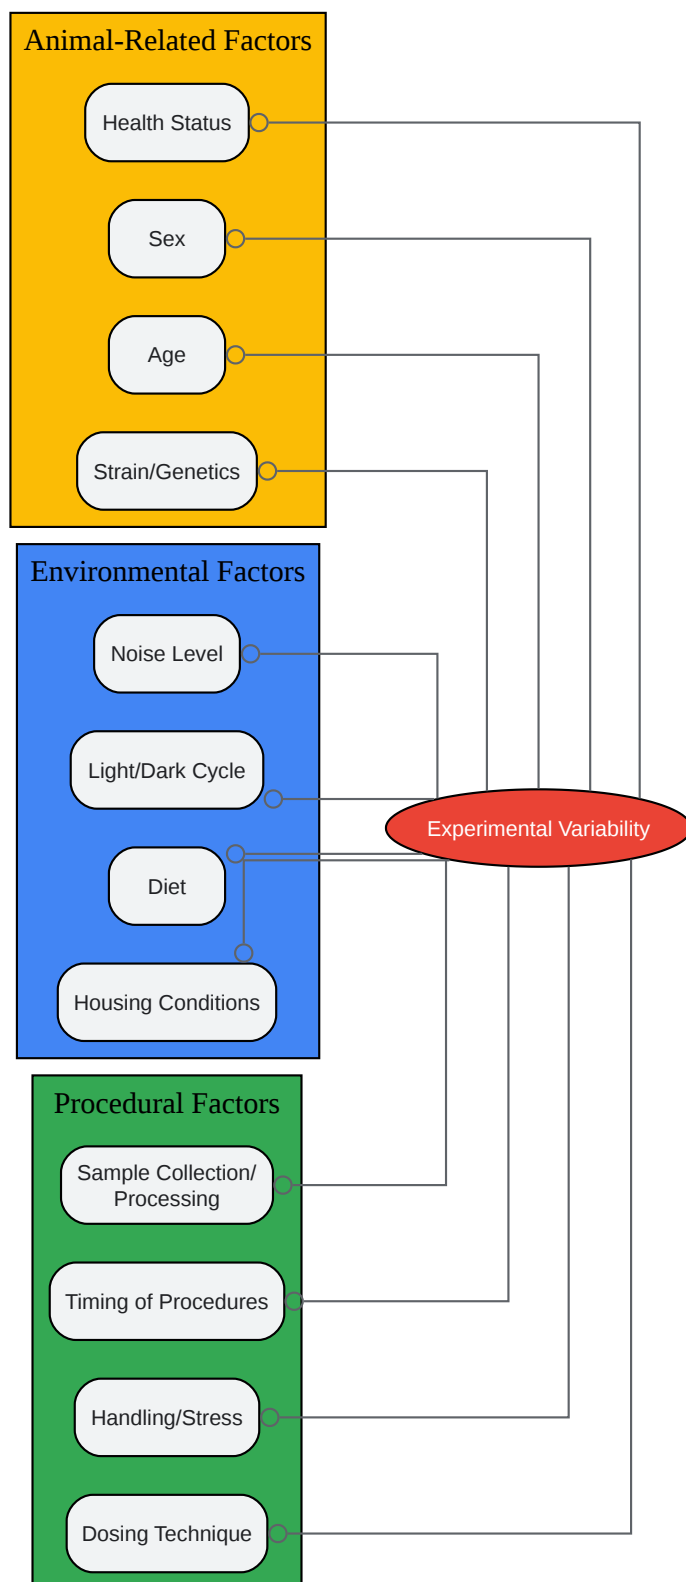 Animal-Related Factors
Health Status
Sex
Age
Strain/Genetics
Environmental Factors
Noise Level
Light/Dark Cycle
Diet
Housing Conditions
Experimental Variability
Procedural Factors
Sample Collection/
Processing
Timing of Procedures
Handling/Stress
Dosing Technique